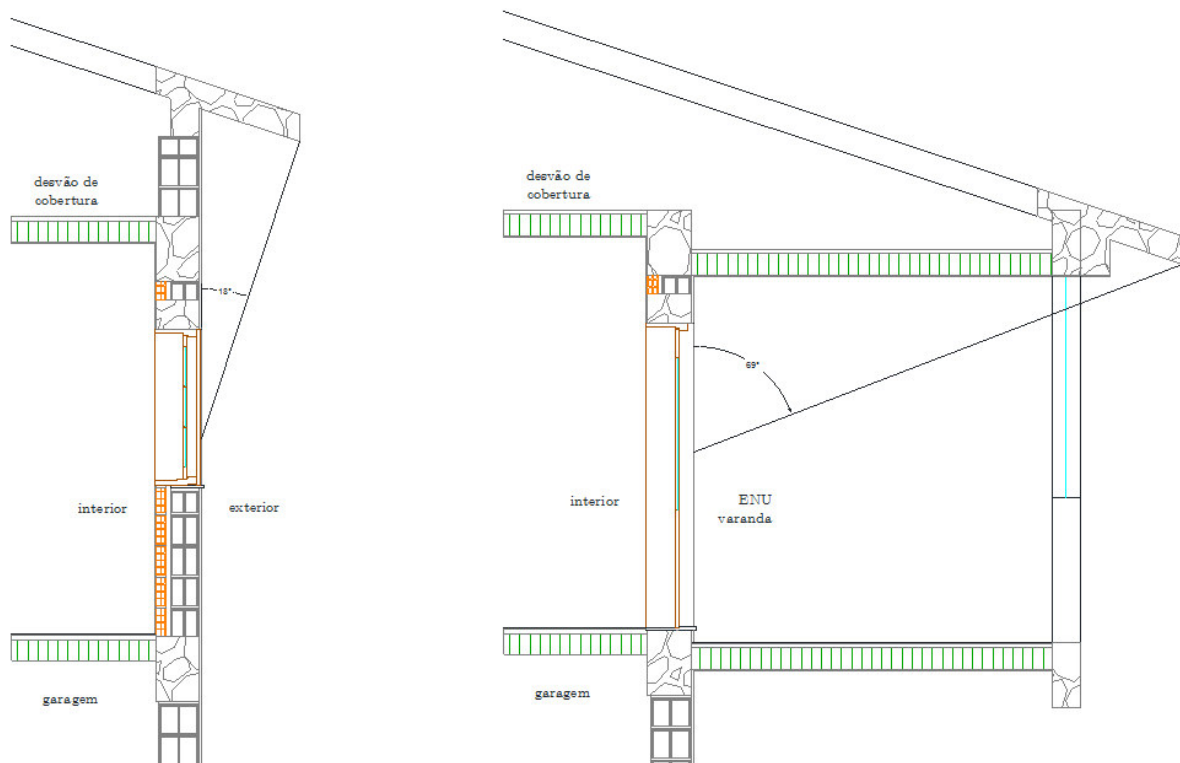 desvão de
cobertura
18°
interior
exterior
garagem
desvão de
cobertura
69°
interior
ENU
varanda
garagem